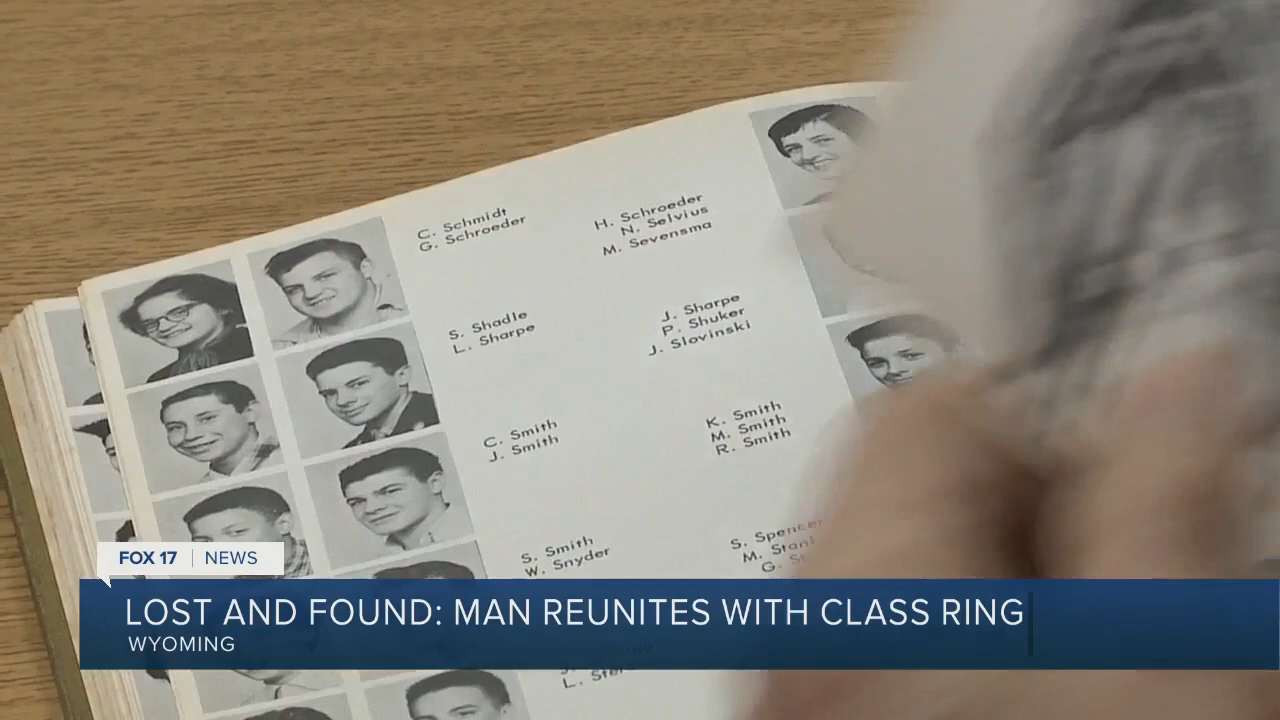 C. Schmidt
G. Schroeder
H. Schroeder
N. Selvius
M. Sevensma
S. Shadle
L. Sharpe
J. Sharpe
P. Shuker
J. Slovinski
C. Smith
J. Smith
K. Smith
M. Smith
R. Smith
S. Smith
W. Snyder
S. Spencer
M.
G.
FOX 17 NEWS
LOST AND FOUND: MAN REUNITES WITH CLASS RING
WYOMING
L.